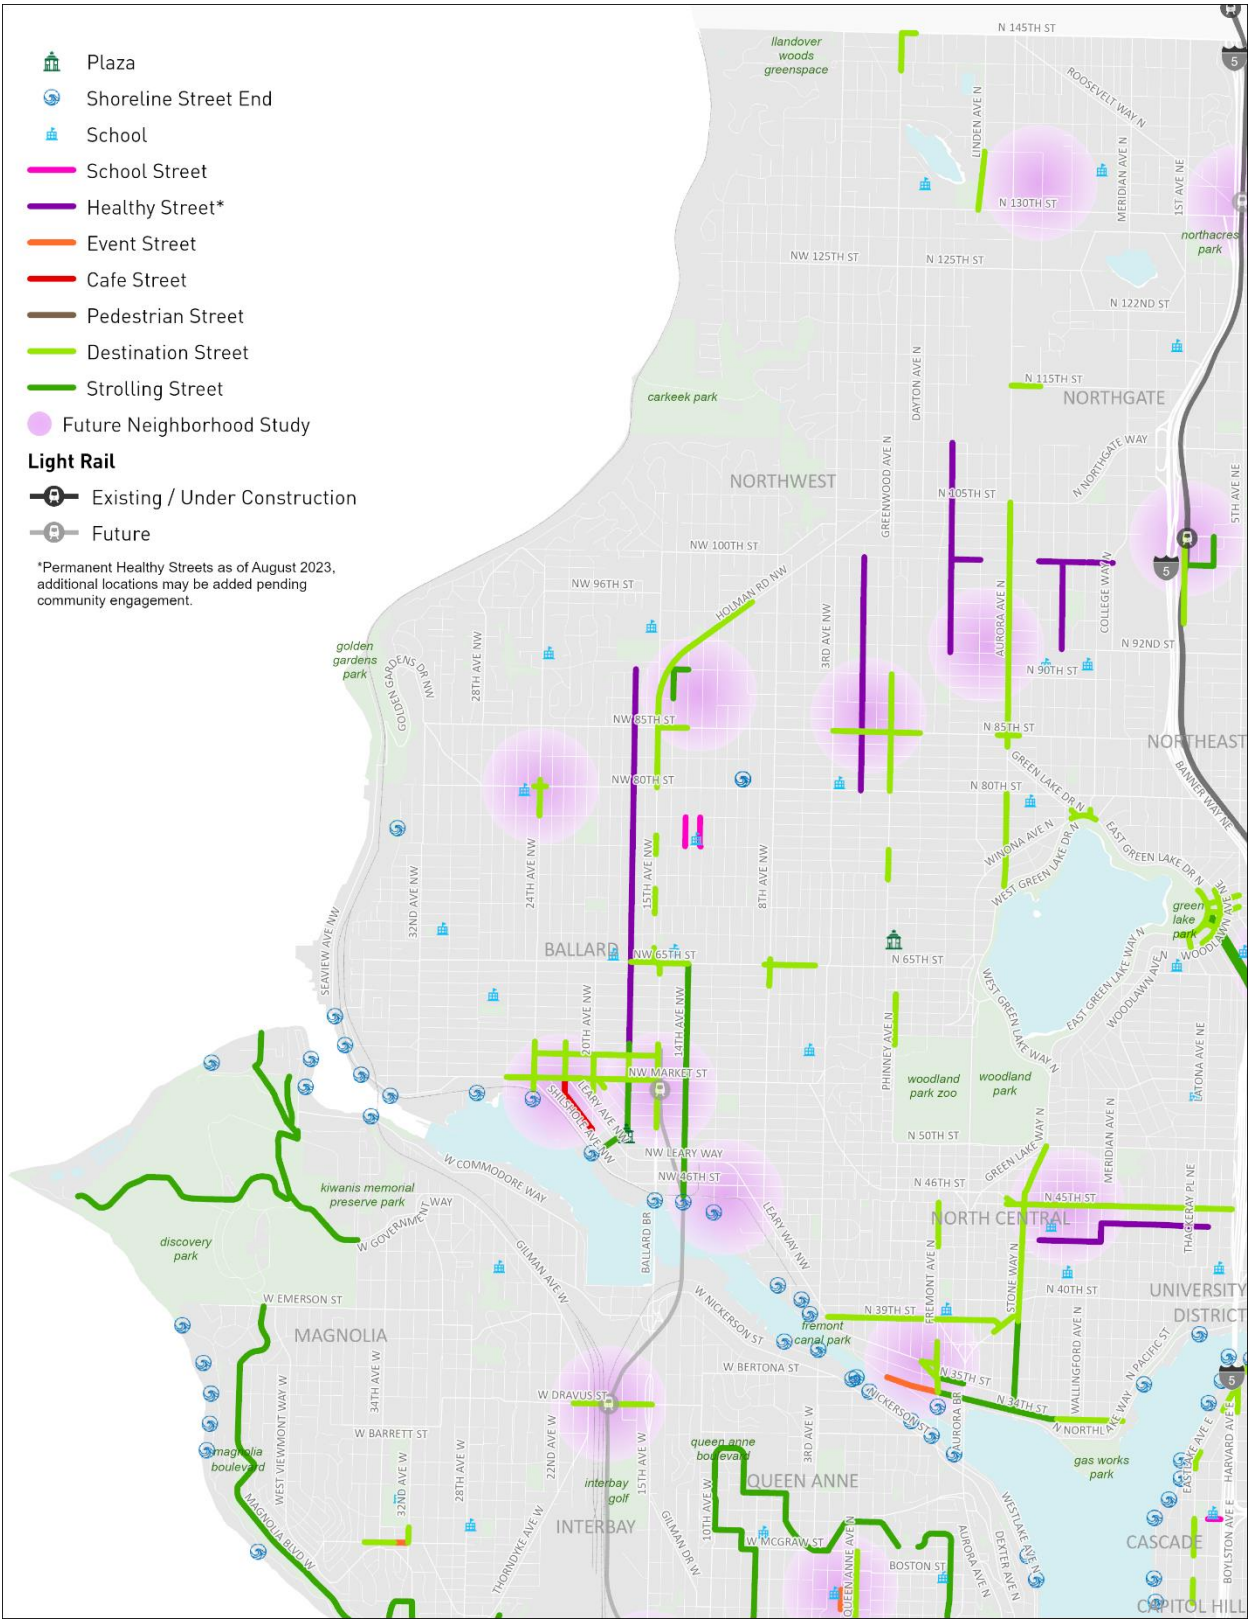 Plaza
Shoreline Street End
School
School Street
Healthy Street*
Event Street
Cafe Street
Pedestrian Street
Destination Street
Strolling Street
Future Neighborhood Study
Light Rail
Existing / Under Construction
Future
*Permanent Healthy Streets as of August 2023,
additional locations may be added pending
community engagement.
N 145TH ST
llandover
woods
greenspace
5
ROOSEVELT WAY N
LINDEN AVE N
MERIDIAN AVE N
1ST AVE NE
N 130TH ST
northacres
park
NW 125TH ST
N 125TH ST
N 122ND ST
DAYTON AVE N
N 115TH ST
NORTHGATE
carkeek park
N NORTHGATE WAY
GREENWOOD AVE N
NORTHWEST
N 105TH ST
5TH AVE NE
NW 100TH ST
5
NW 96TH ST
HOLMAN RD NW
COLLEGE WAY N
3RD AVE NW
AURORA AVE N
golden
gardens
park
GOLDEN GARDENS DR NW
28TH AVE NW
N 92ND ST
N 90TH ST
NW 85TH ST
N 85TH ST
NORTHEAST
GREEN LAKE DR N
BANNER WAY NE
NW 80TH ST
N 80TH ST
WINONA AVE N
EAST GREEN LAKE DR N
WEST GREEN LAKE DR N
24TH AVE NW
15TH AVE NW
8TH AVE NW
32ND AVE NW
green
lake
park
WOODLAWN AVE NE
SEAVIEW AVE NW
BALLARD
NW 65TH ST
N 65TH ST
EAST GREEN LAKE WAY N
WOODLAWN AVE N
WEST GREEN LAKE WAY N
20TH AVE NW
14TH AVE NW
PHINNEY AVE N
LATONA AVE NE
NW MARKET ST
woodland
park zoo
woodland
park
SHILSHOLE AVE NW
LEARY AVE NW
N 50TH ST
GREEN LAKE WAY N
MERIDIAN AVE N
NW LEARY WAY
W COMMODORE WAY
NW 46TH ST
N 46TH ST
N 45TH ST
THACKERAY PL NE
kiwanis memorial
preserve park
W GOVERNMENT WAY
NORTH CENTRAL
LEARY WAY NW
BALLARD BR
discovery
park
GILMAN AVE W
FREMONT AVE N
STONE WAY N
W EMERSON ST
W NICKERSON ST
N 40TH ST
UNIVERSITY
DISTRICT
N 39TH ST
WALLINGFORD AVE N
MAGNOLIA
fremont
canal park
N PACIFIC ST
34TH AVE W
W BERTONA ST
N 35TH ST
5
W DRAVUS ST
NICKERSON ST
N 34TH ST
AURORA BR
N NORTHLAKE WAY
WEST VIEWMONT WAY W
W BARRETT ST
22ND AVE W
15TH AVE W
3RD AVE W
queen anne
boulevard
EASTLAKE AVE E
HARVARD AVE E
magnolia
boulevard
32ND AVE W
28TH AVE W
gas works
park
QUEEN ANNE
interbay
golf
10TH AVE W
WESTLAKE AVE N
MAGNOLIA BLVD W
INTERBAY
THORNDYKE AVE W
GILMAN DR W
W MCGRAW ST
QUEEN ANNE AVE N
BOSTON ST
AURORA AVE N
DEXTER AVE N
CASCADE
BOYLSTON AVE E
CAPITOL HILL